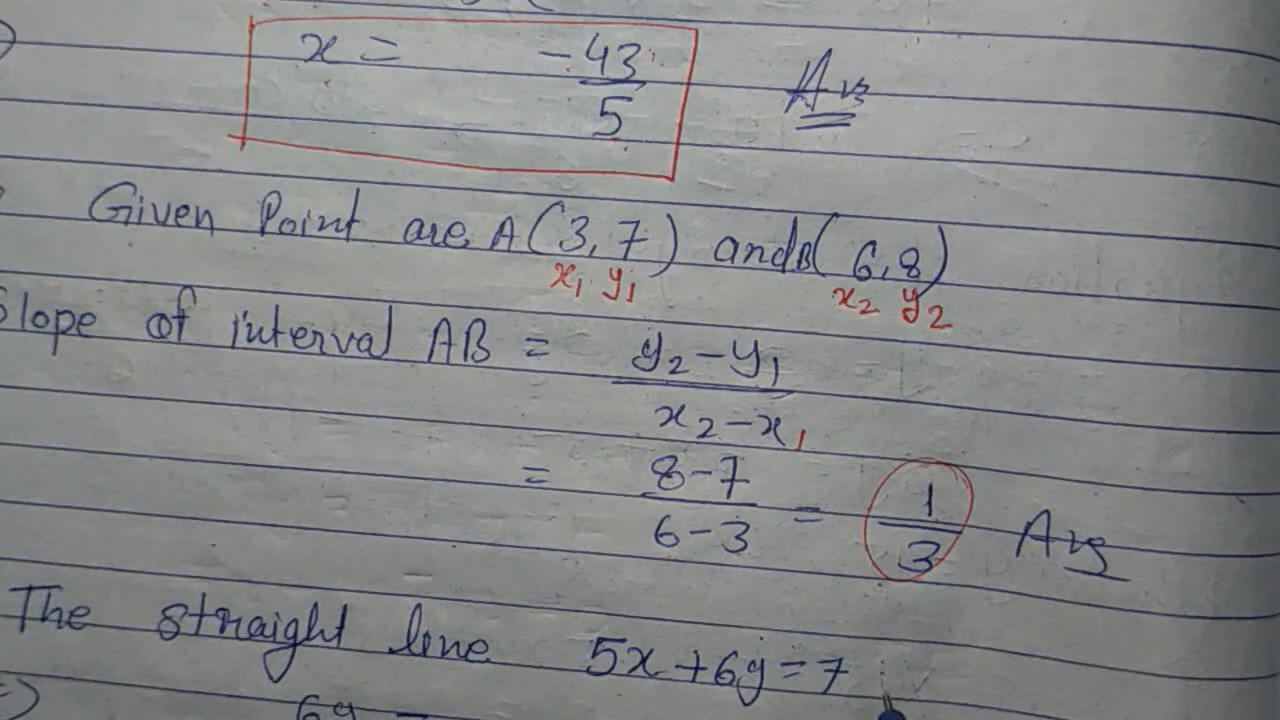 x = -43/5 Ans
Given Point are A(3,7) and B(6,8)
x₁ y₁ x₂ y₂
Slope of interval AB = y₂-y₁
x₂-x₁
= 8-7
6-3 = 1/3 Ans
The straight line 5x+6y=7
6y =